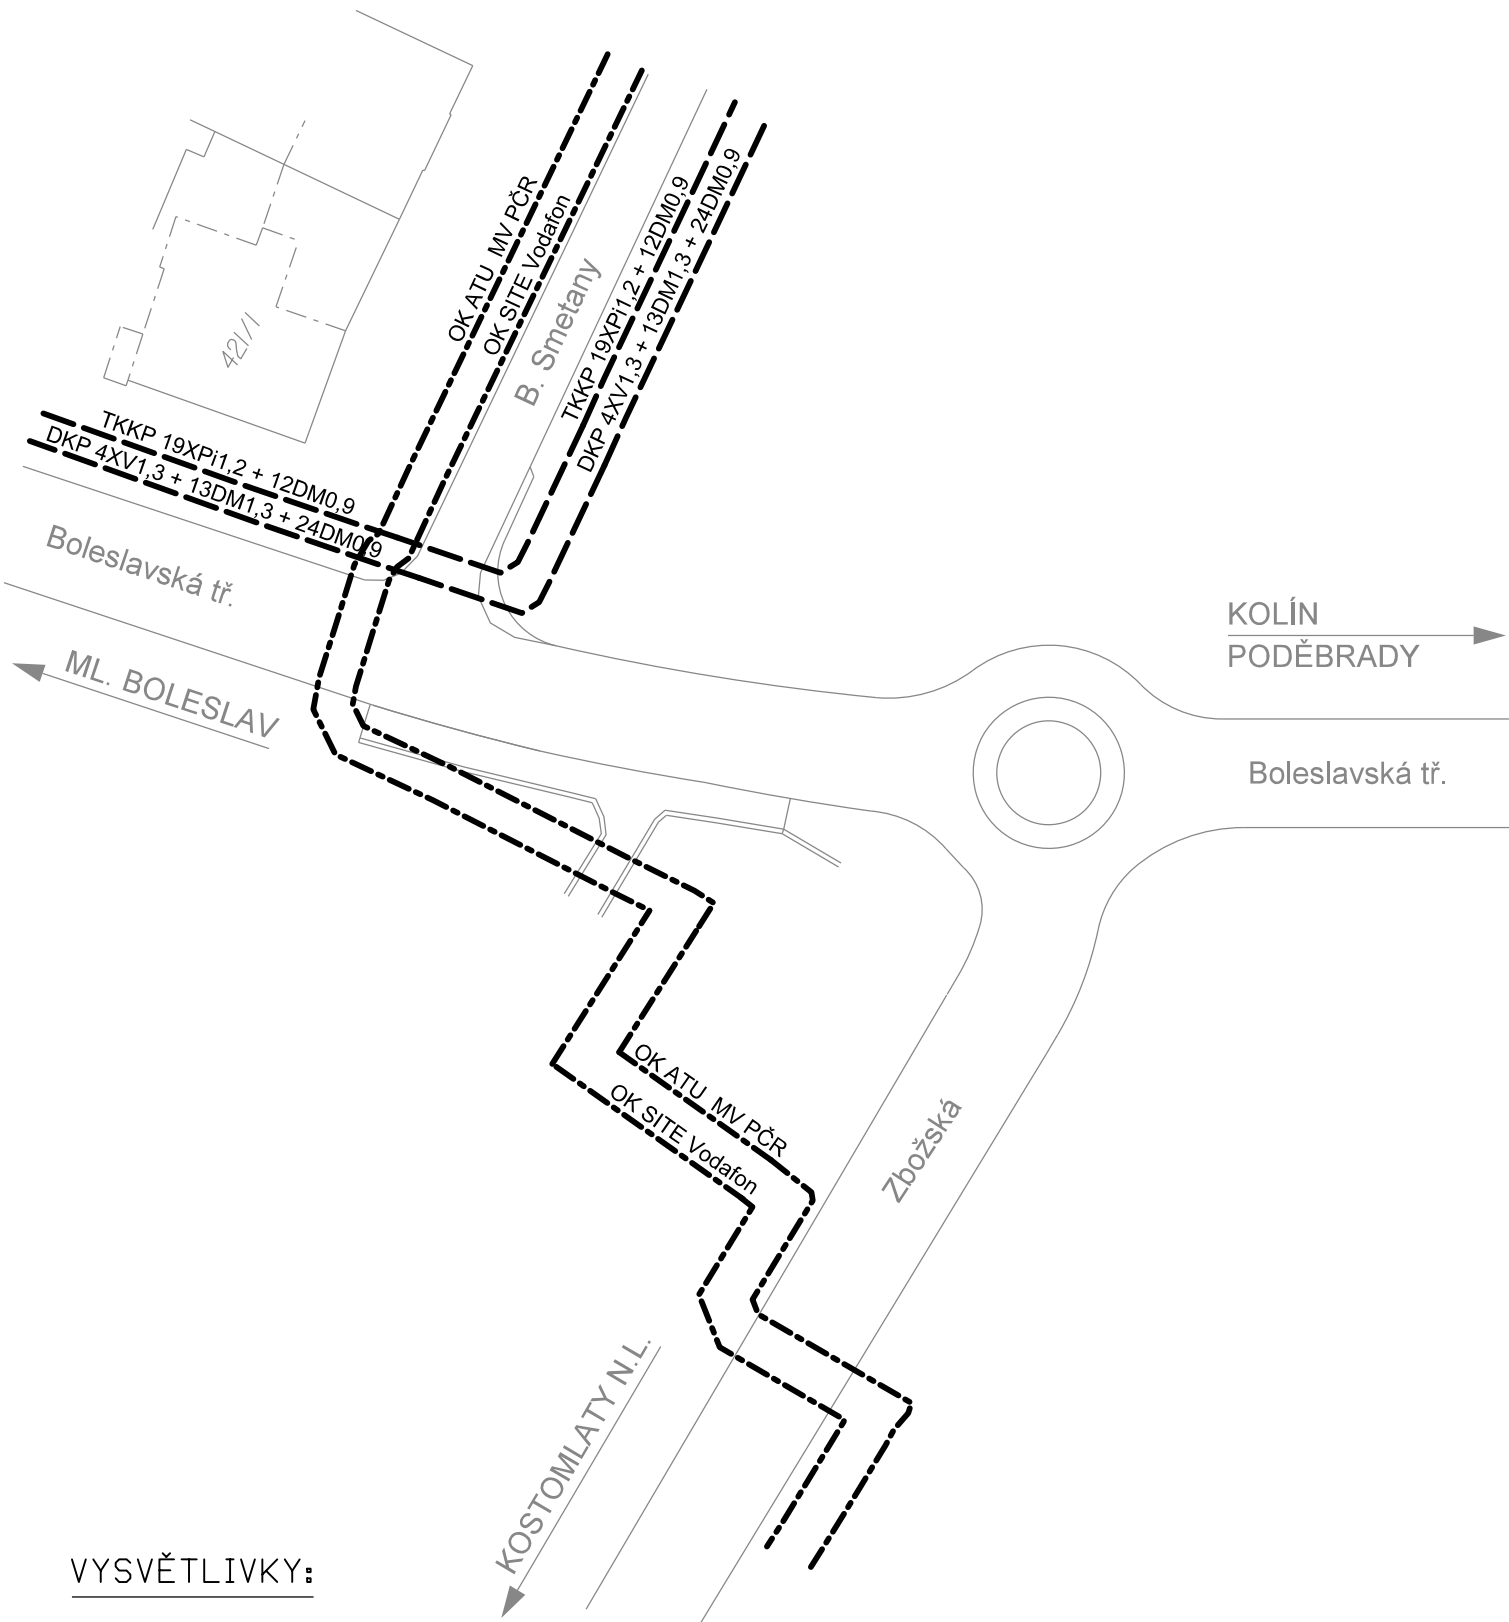 OK ATU  MV PČR
OK SITE Vodafon
B. Smetany
TKKP 19XPi1,2 + 12DM0,9
DKP 4XV1,3 + 13DM1,3 + 24DM0,9
421/1
TKKP 19XPi1,2 + 12DM0,9
DKP 4XV1,3 + 13DM1,3 + 24DM0,9
Boleslavská tř.
ML. BOLESLAV
KOLÍN
PODĚBRADY
Boleslavská tř.
OK ATU  MV PČR
OK SITE Vodafon
Zbožská
KOSTOMLATY N.L.
VYSVĚTLIVKY: